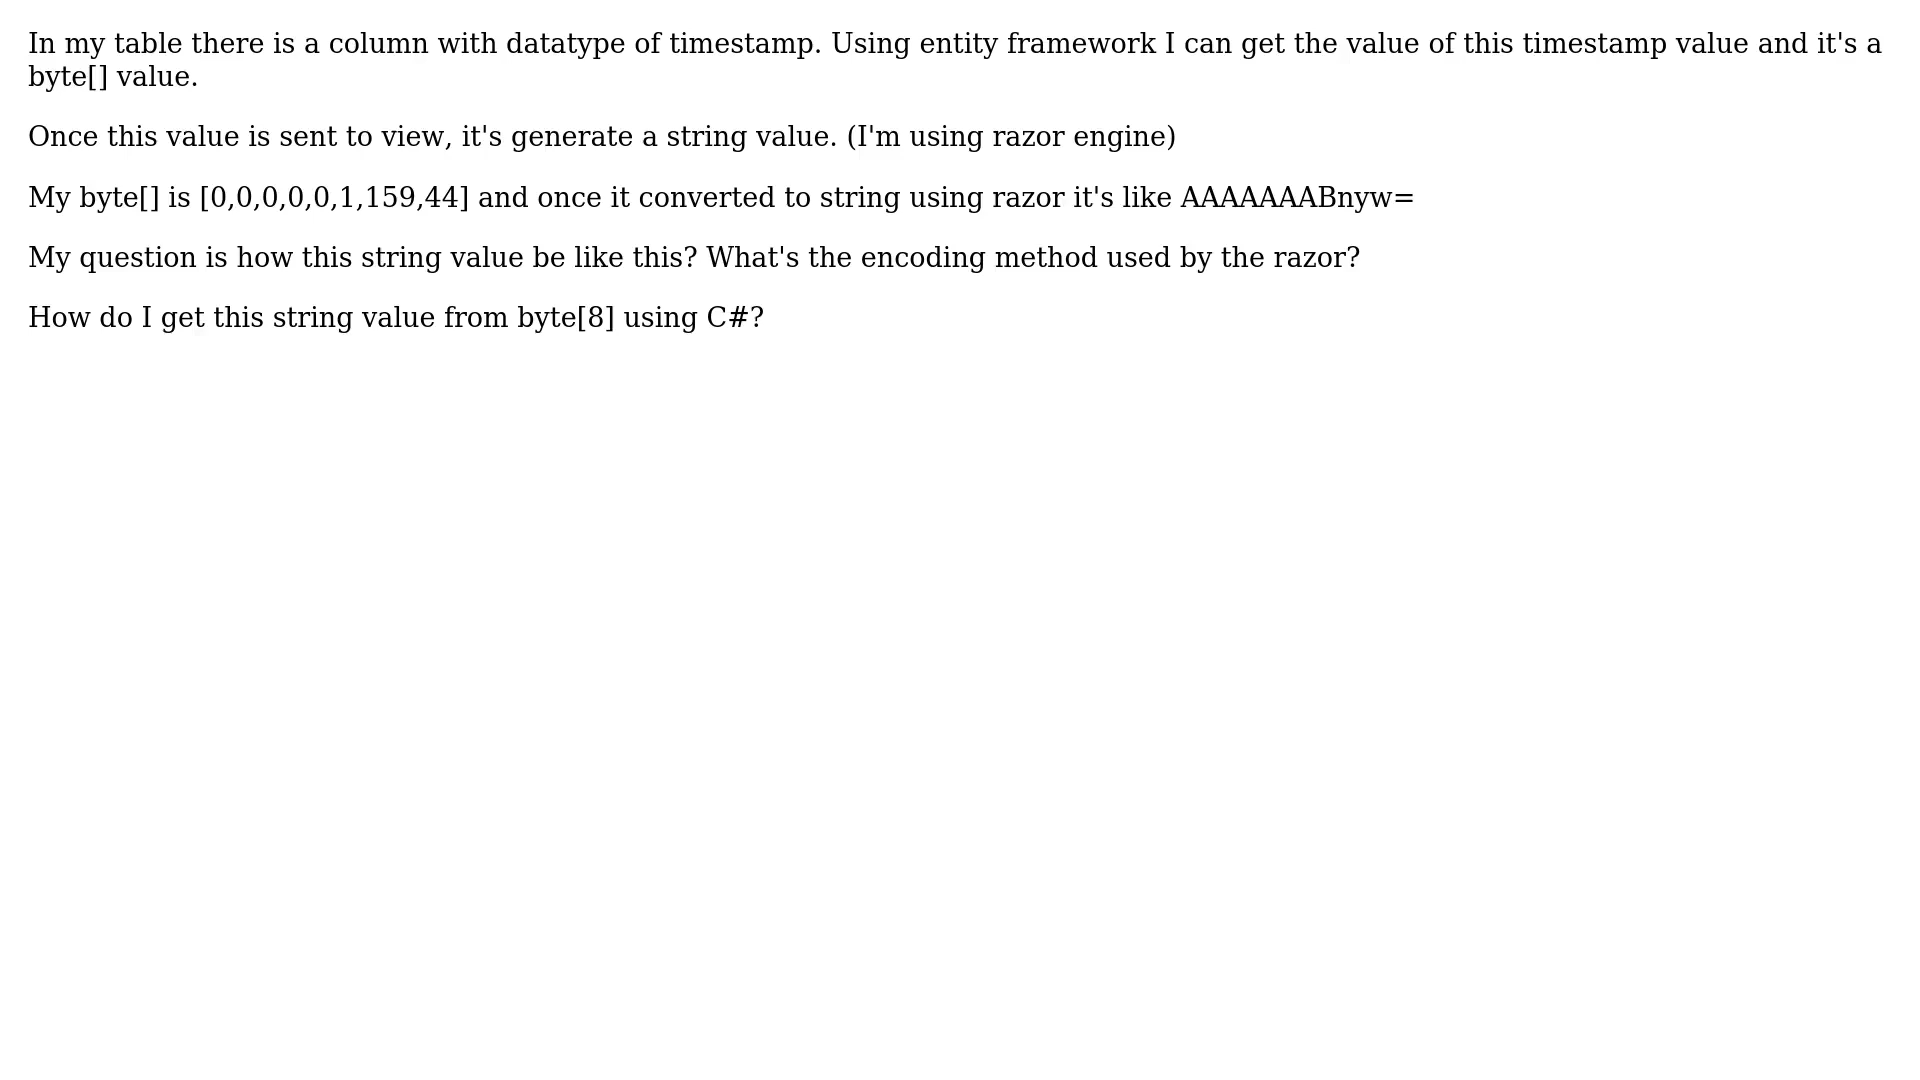 In my table there is a column with datatype of timestamp. Using entity framework I can get the value of this timestamp value and it's a
byte[] value.
Once this value is sent to view, it's generate a string value. (I'm using razor engine)
My byte[] is [0,0,0,0,0,1,159,44] and once it converted to string using razor it's like AAAAAAABnyw=
My question is how this string value be like this? What's the encoding method used by the razor?
How do I get this string value from byte[8] using C#?